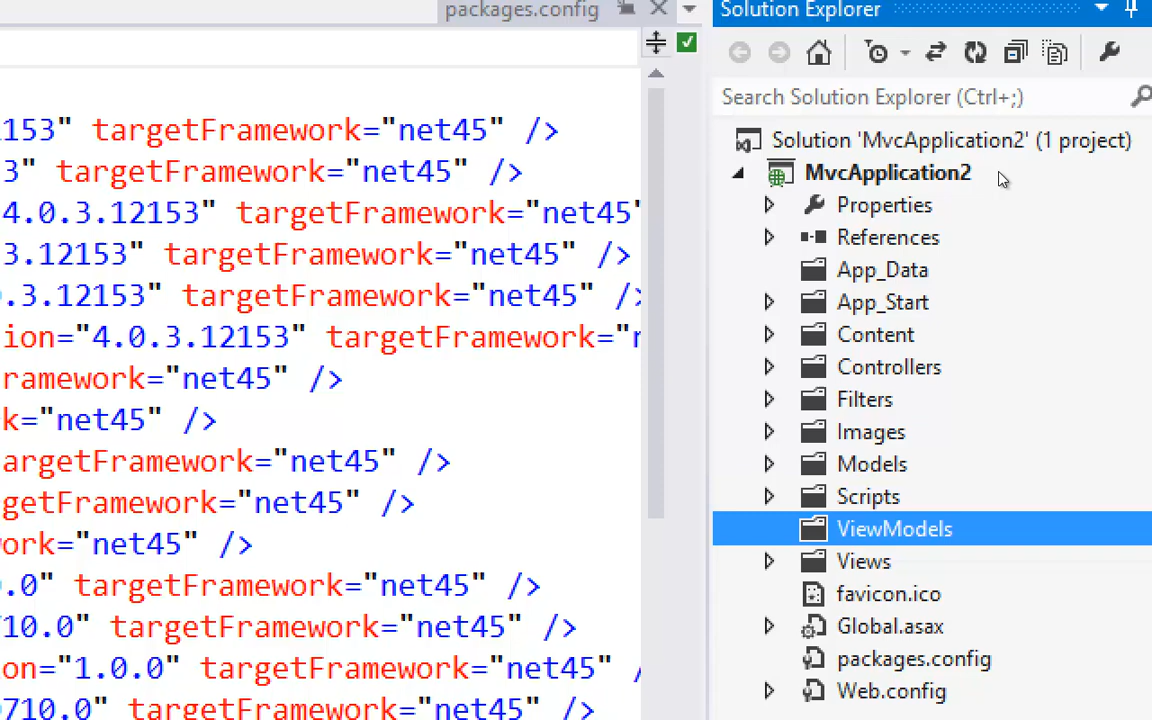 packages.config
Solution Explorer
Search Solution Explorer (Ctrl+;)
.153" targetFramework="net45" />
3" targetFramework="net45" />
4.0.3.12153" targetFramework="net45"
3.12153" targetFramework="net45" />
.3.12153" targetFramework="net45" />
ion="4.0.3.12153" targetFramework="n
ramework="net45" />
k="net45" />
argetFramework="net45" />
getFramework="net45" />
work="net45" />
.0" targetFramework="net45" />
710.0" targetFramework="net45" />
on="1.0.0" targetFramework="net45" /
710.0" targetFramework="net45" />
Solution 'MvcApplication2' (1 project)
MvcApplication2
Properties
References
App_Data
App_Start
Content
Controllers
Filters
Images
Models
Scripts
ViewModels
Views
favicon.ico
Global.asax
packages.config
Web.config